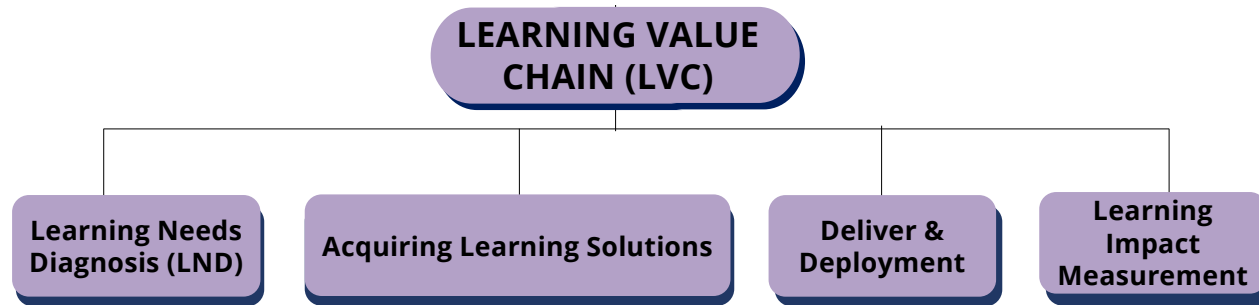 LEARNING VALUE
CHAIN (LVC)
Learning Needs
Diagnosis (LND)
Acquiring Learning Solutions
Deliver &
Deployment
Learning
Impact
Measurement